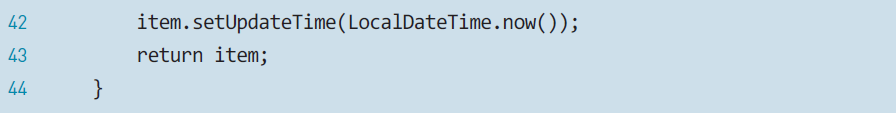 42        item.setUpdateTime(LocalDateTime.now());
43        return item;
44    }